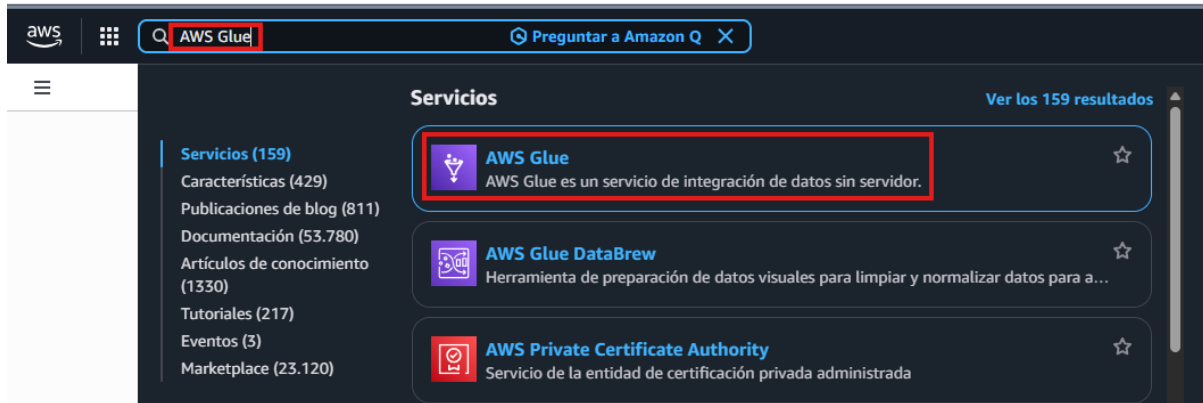 aws
AWS Glue
Preguntar a Amazon Q
Servicios
Ver los 159 resultados
Servicios (159)
Características (429)
Publicaciones de blog (811)
Documentación (53.780)
Artículos de conocimiento
(1330)
Tutoriales (217)
Eventos (3)
Marketplace (23.120)
AWS Glue
AWS Glue es un servicio de integración de datos sin servidor.
AWS Glue DataBrew
Herramienta de preparación de datos visuales para limpiar y normalizar datos para a…
AWS Private Certificate Authority
Servicio de la entidad de certificación privada administrada